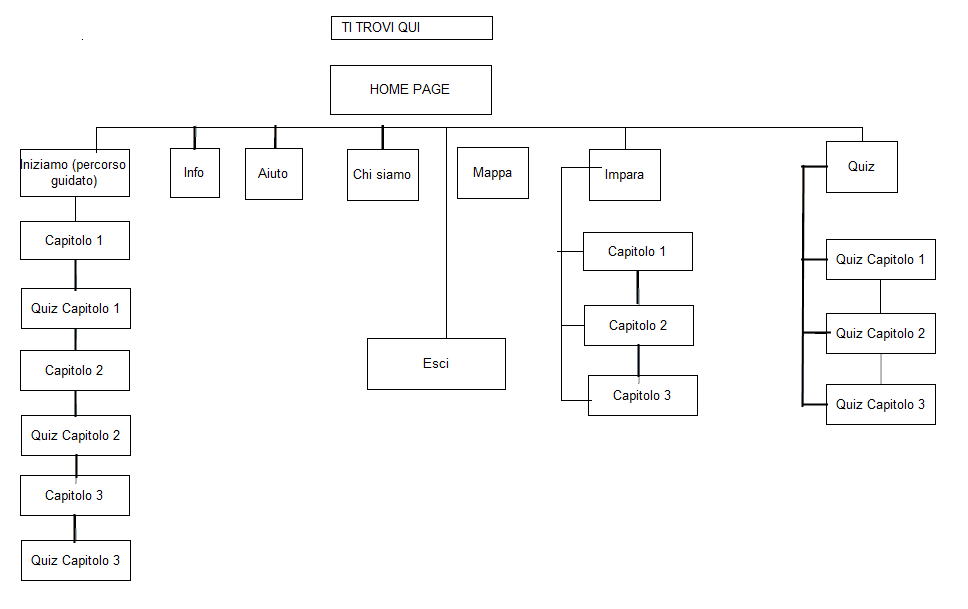 TI TROVI QUI
HOME PAGE
Iniziamo (percorso
guidato)
Info
Aiuto
Chi siamo
Mappa
Impara
Quiz
Capitolo 1
Quiz Capitolo 1
Capitolo 2
Quiz Capitolo 2
Capitolo 3
Quiz Capitolo 3
Esci
Capitolo 1
Capitolo 2
Capitolo 3
Quiz Capitolo 1
Quiz Capitolo 2
Quiz Capitolo 3